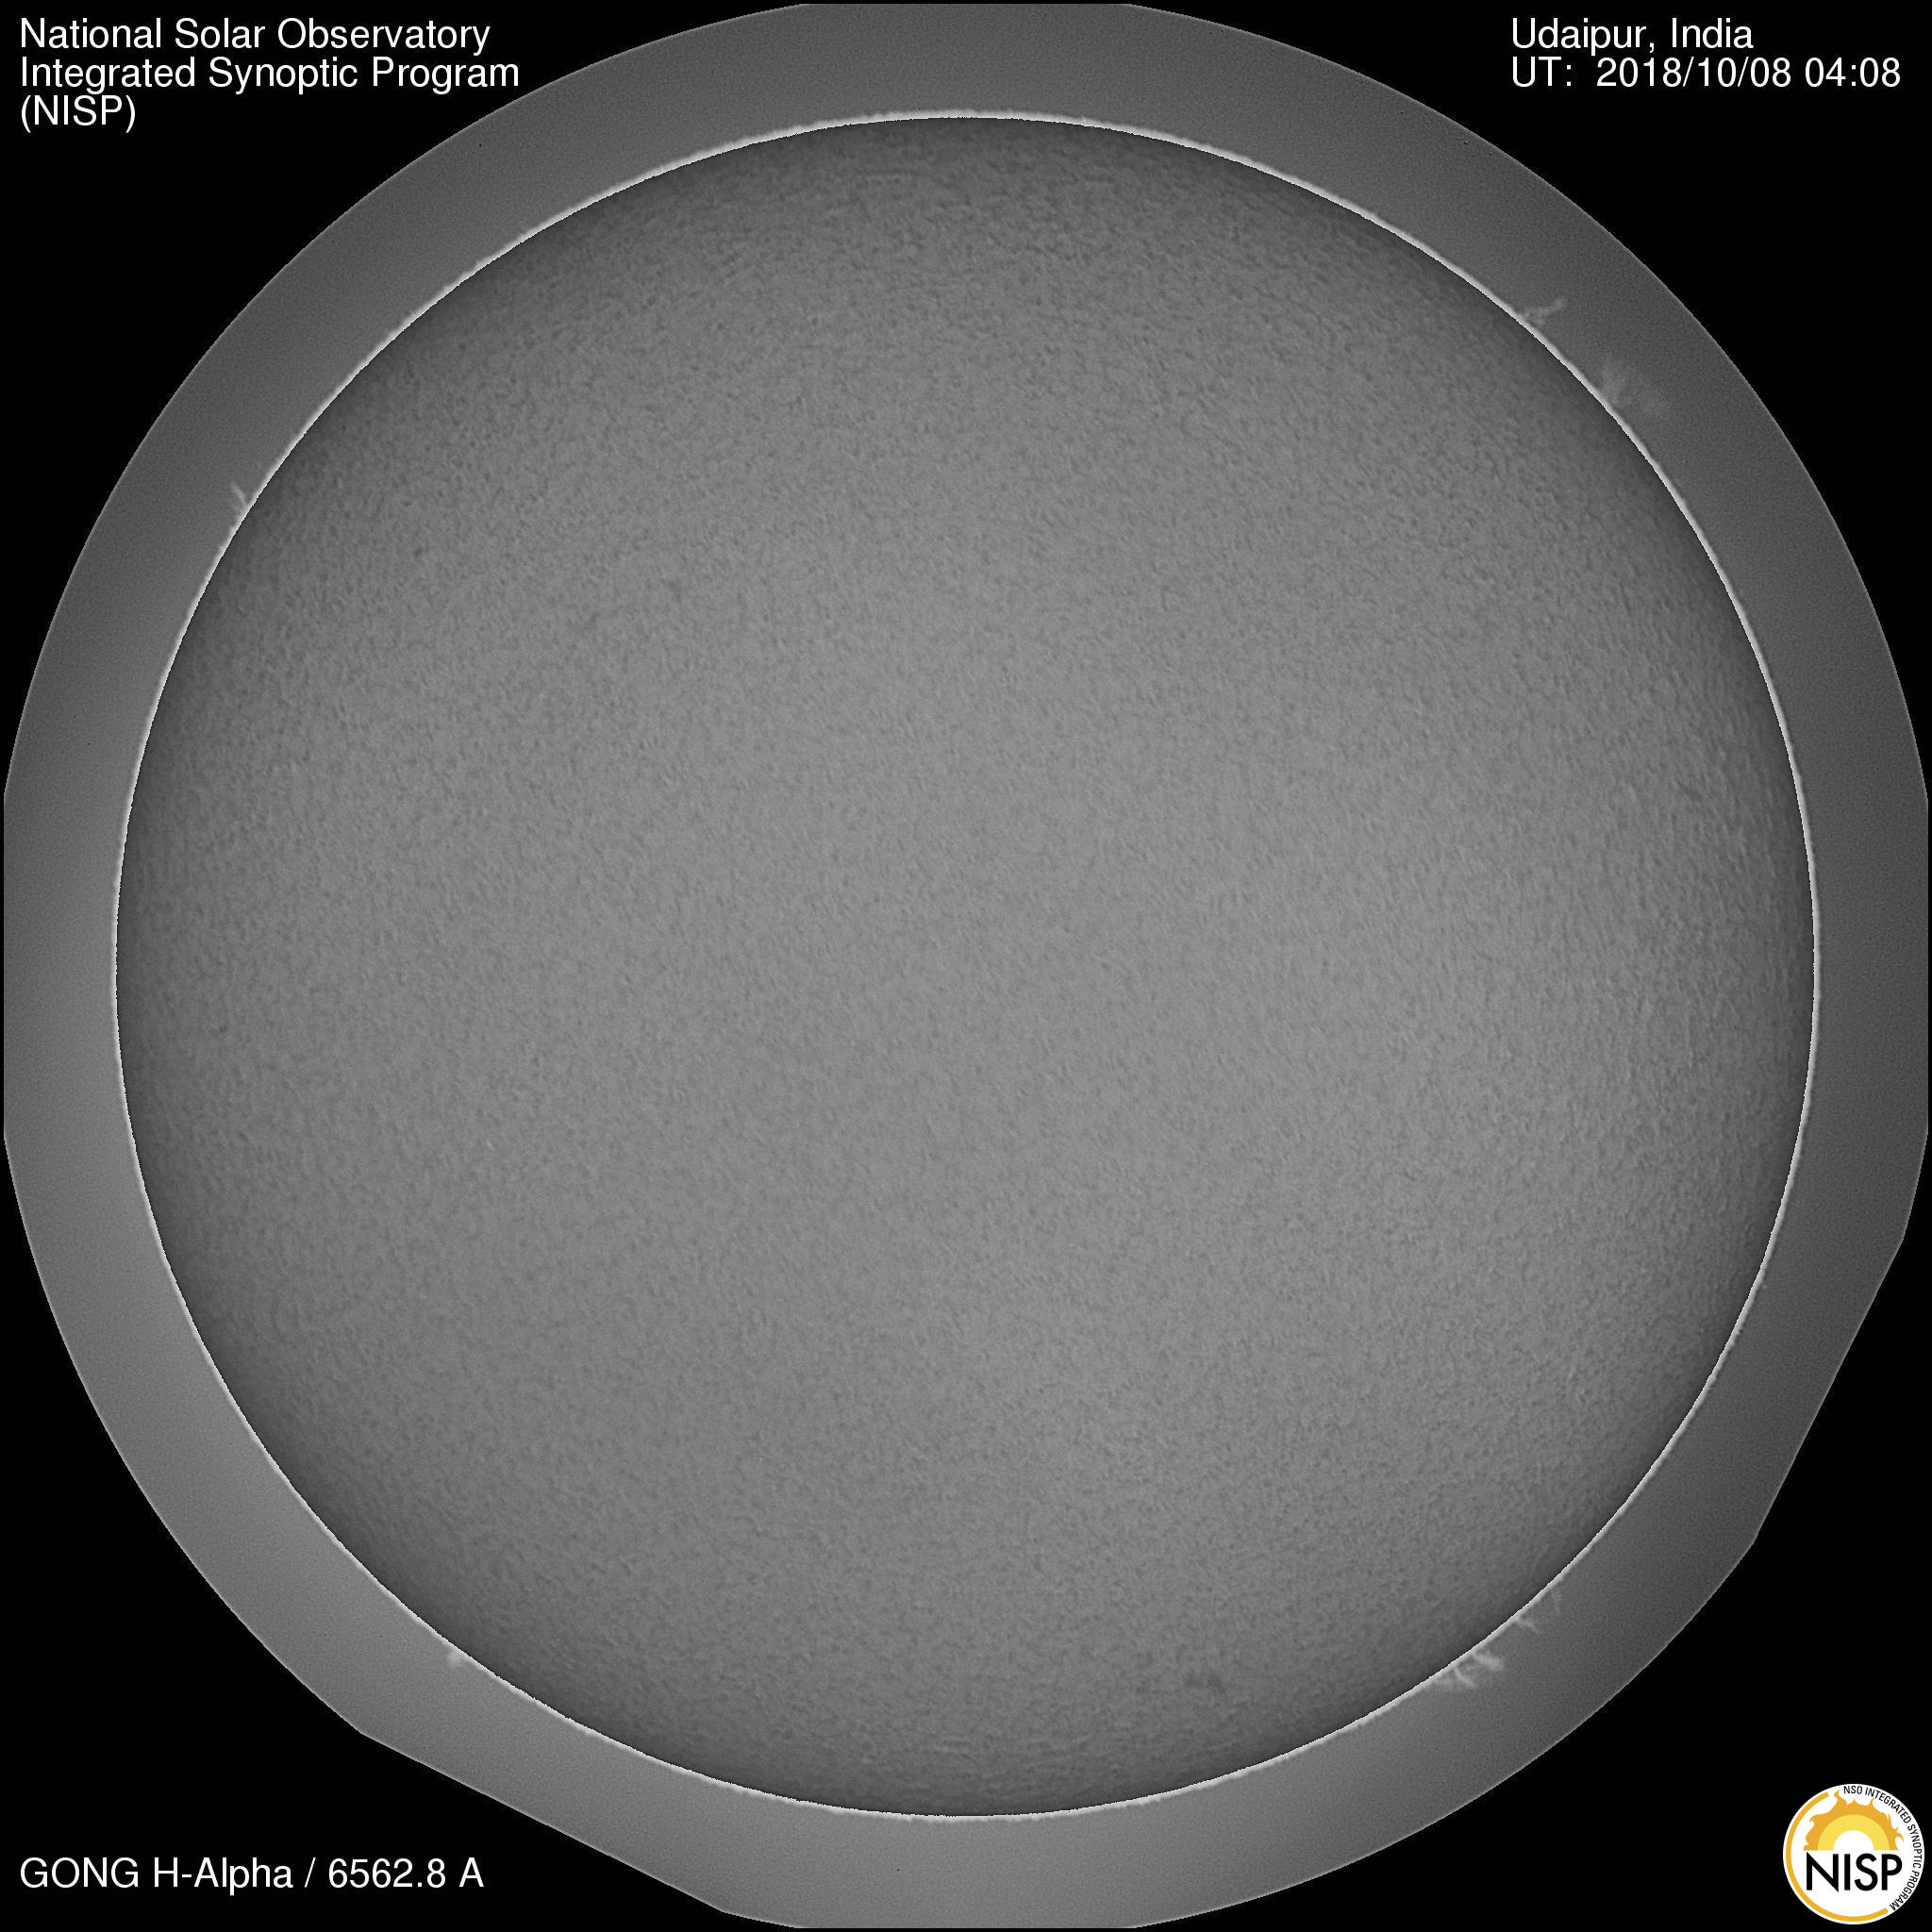 National Solar Observatory
Integrated Synoptic Program
(NISP)
Udaipur, India
UT: 2018/10/08 04:08
GONG H-Alpha / 6562.8 A
NSO INTEGRATED SYNOPTIC PROGRAM
NISP